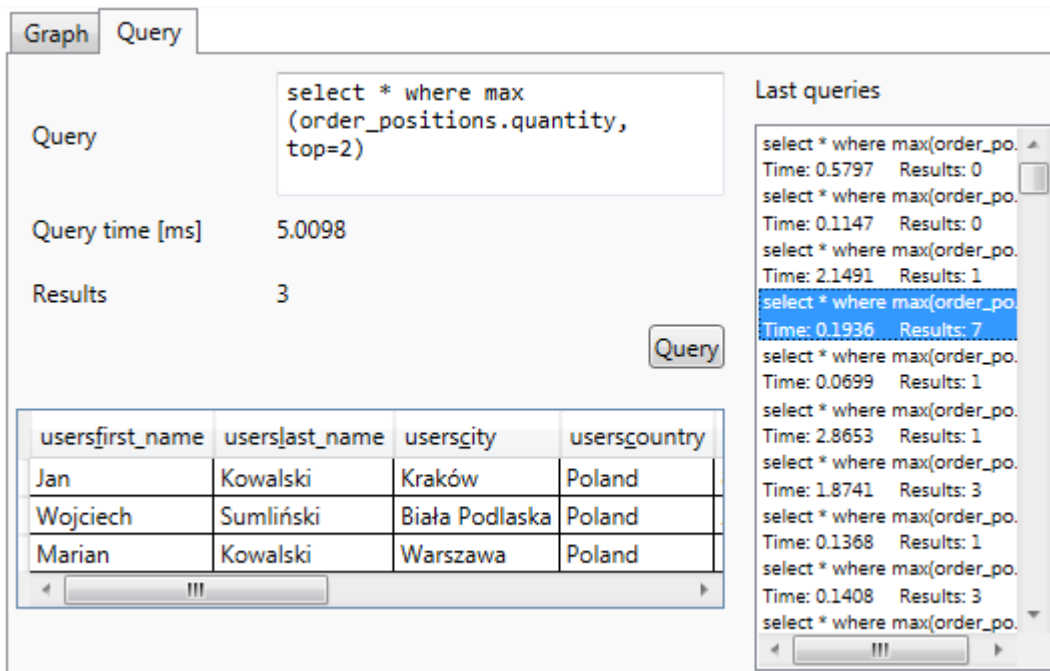 Graph Query
Query
select * where max
(order_positions.quantity,
top=2)
Query time [ms] 5.0098
Results 3
Query
usersfirst_name userslast_name userscity userscountry
Jan Kowalski Kraków Poland
Wojciech Sumliński Biała Podlaska Poland
Marian Kowalski Warszawa Poland
Last queries
select * where max(order_po.
Time: 0.5797 Results: 0
select * where max(order_po.
Time: 0.1147 Results: 0
select * where max(order_po.
Time: 2.1491 Results: 1
select * where max(order_po.
Time: 0.1936 Results: 7
select * where max(order_po.
Time: 0.0699 Results: 1
select * where max(order_po.
Time: 2.8653 Results: 1
select * where max(order_po.
Time: 1.8741 Results: 3
select * where max(order_po.
Time: 0.1368 Results: 1
select * where max(order_po.
Time: 0.1408 Results: 3
select * where max(order_po.